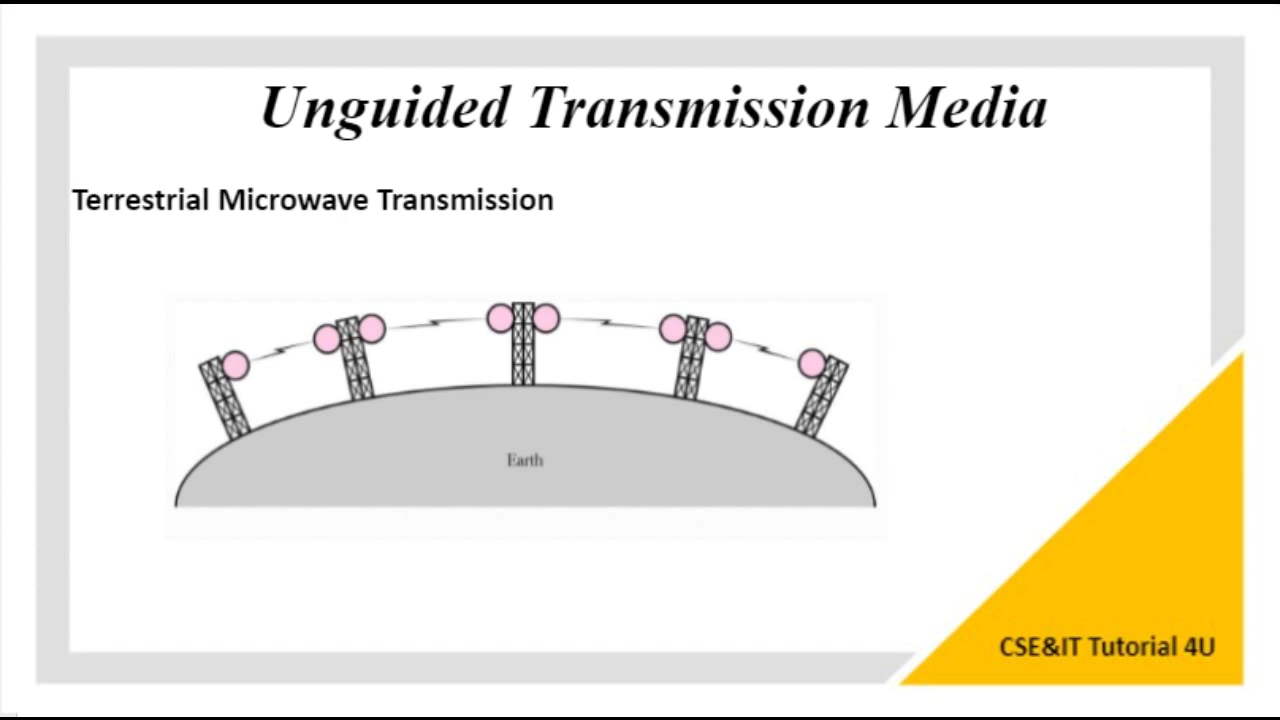 Unguided Transmission Media
Terrestrial Microwave Transmission
Earth
CSE&IT Tutorial 4U